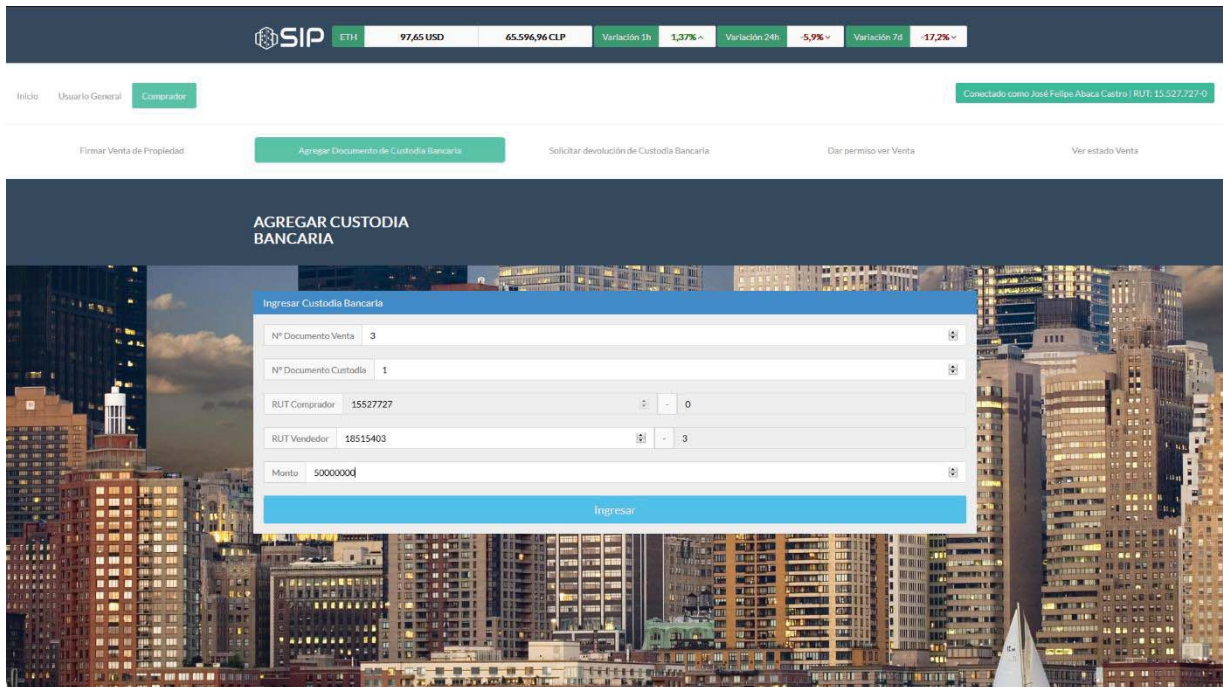 SIP ETH 97,65 USD 65.596,96 CLP Variación 1h 1,37% Variación 24h -5,9% Variación 7d -17,2%
Inicio Usuario General Comprador Conectado como José Felipe Abaca Castro | RUT: 15.527.727-0
Firmar Venta de Propiedad Agregar Documento de Custodia Bancaria Solicitar devolución de Custodia Bancaria Dar permiso ver Venta Ver estado Venta
AGREGAR CUSTODIA
BANCARIA
Ingresar Custodia Bancaria
Nº Documento Venta 3
Nº Documento Custodia 1
RUT Comprador 15527727 - 0
RUT Vendedor 18515403 - 3
Monto 50000000
Ingresar